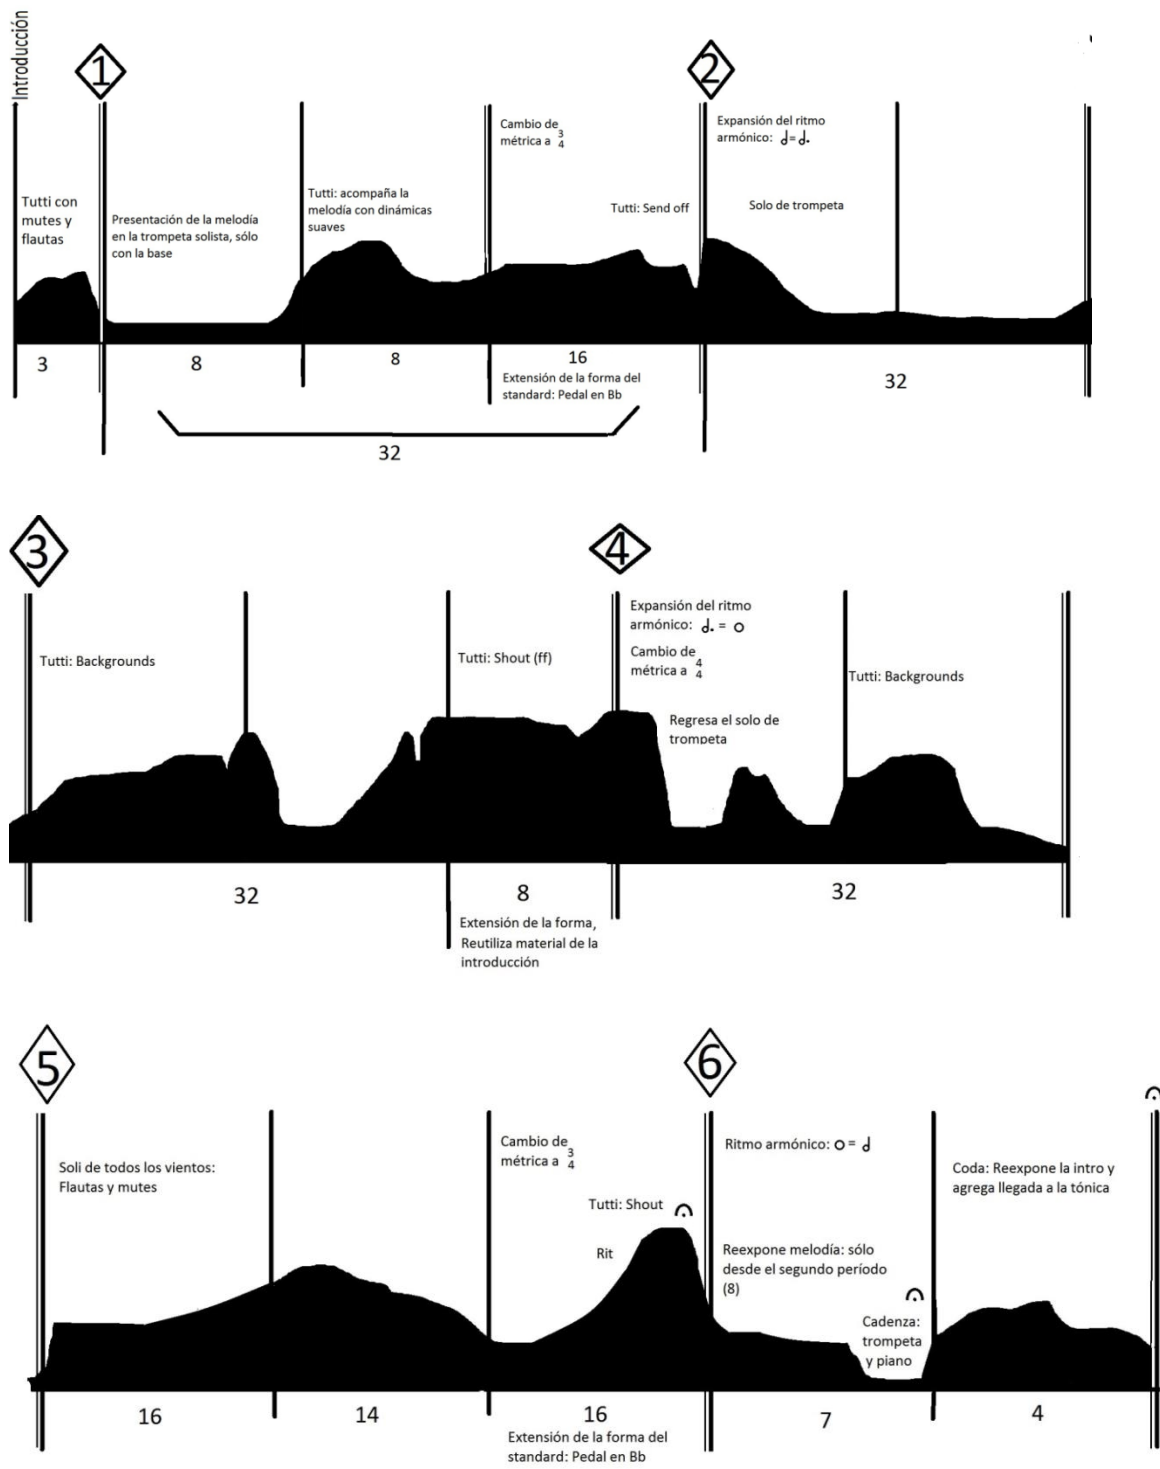 Introducción
1
2
Tutti con
mutes y
flautas
Presentación de la melodía
en la trompeta solista, sólo
con la base
Tutti: acompaña la
melodía con dinámicas
suaves
Cambio de
métrica a 3/4
Tutti: Send off
Expansión del ritmo
armónico: 𝅗𝅥 = 𝅗𝅥.
Solo de trompeta
3
8
8
16
Extensión de la forma del
standard: Pedal en Bb
32
32
3
4
Tutti: Backgrounds
Tutti: Shout (ff)
Expansión del ritmo
armónico: 𝅗𝅥. = 𝅝
Cambio de
métrica a 4/4
Regresa el solo de
trompeta
Tutti: Backgrounds
32
8
Extensión de la forma,
Reutiliza material de la
introducción
32
5
6
Soli de todos los vientos:
Flautas y mutes
Cambio de
métrica a 3/4
Tutti: Shout
Rit
Ritmo armónico: 𝅝 = 𝅗𝅥
Reexpone melodía: sólo
desde el segundo período
(8)
Cadenza:
trompeta
y piano
Coda: Reexpone la intro y
agrega llegada a la tónica
16
14
16
Extensión de la forma del
standard: Pedal en Bb
7
4